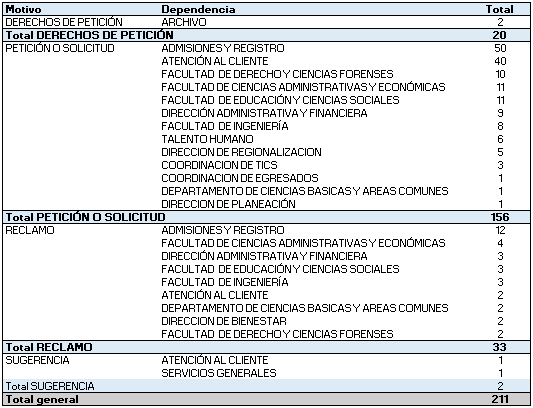 Motivo Dependencia Total
DERECHOS DE PETICIÓN ARCHIVO 2
Total DERECHOS DE PETICIÓN 20
PETICIÓN O SOLICITUD ADMISIONES Y REGISTRO 50
ATENCIÓN AL CLIENTE 40
FACULTAD DE DERECHO Y CIENCIAS FORENSES 10
FACULTAD DE CIENCIAS ADMINISTRATIVAS Y ECONÓMICAS 11
FACULTAD DE EDUCACIÓN Y CIENCIAS SOCIALES 11
DIRECCIÓN ADMINISTRATIVA Y FINANCIERA 9
FACULTAD DE INGENIERÍA 8
TALENTO HUMANO 6
DIRECCION DE REGIONALIZACION 5
COORDINACION DE TICS 3
COORDINACION DE EGRESADOS 1
DEPARTAMENTO DE CIENCIAS BASICAS Y AREAS COMUNES 1
DIRECCION DE PLANEACIÓN 1
Total PETICIÓN O SOLICITUD 156
RECLAMO ADMISIONES Y REGISTRO 12
FACULTAD DE CIENCIAS ADMINISTRATIVAS Y ECONÓMICAS 4
DIRECCIÓN ADMINISTRATIVA Y FINANCIERA 3
FACULTAD DE EDUCACIÓN Y CIENCIAS SOCIALES 3
FACULTAD DE INGENIERÍA 3
ATENCIÓN AL CLIENTE 2
DEPARTAMENTO DE CIENCIAS BASICAS Y AREAS COMUNES 2
DIRECCION DE BIENESTAR 2
FACULTAD DE DERECHO Y CIENCIAS FORENSES 2
Total RECLAMO 33
SUGERENCIA ATENCIÓN AL CLIENTE 1
SERVICIOS GENERALES 1
Total SUGERENCIA 2
Total general 211